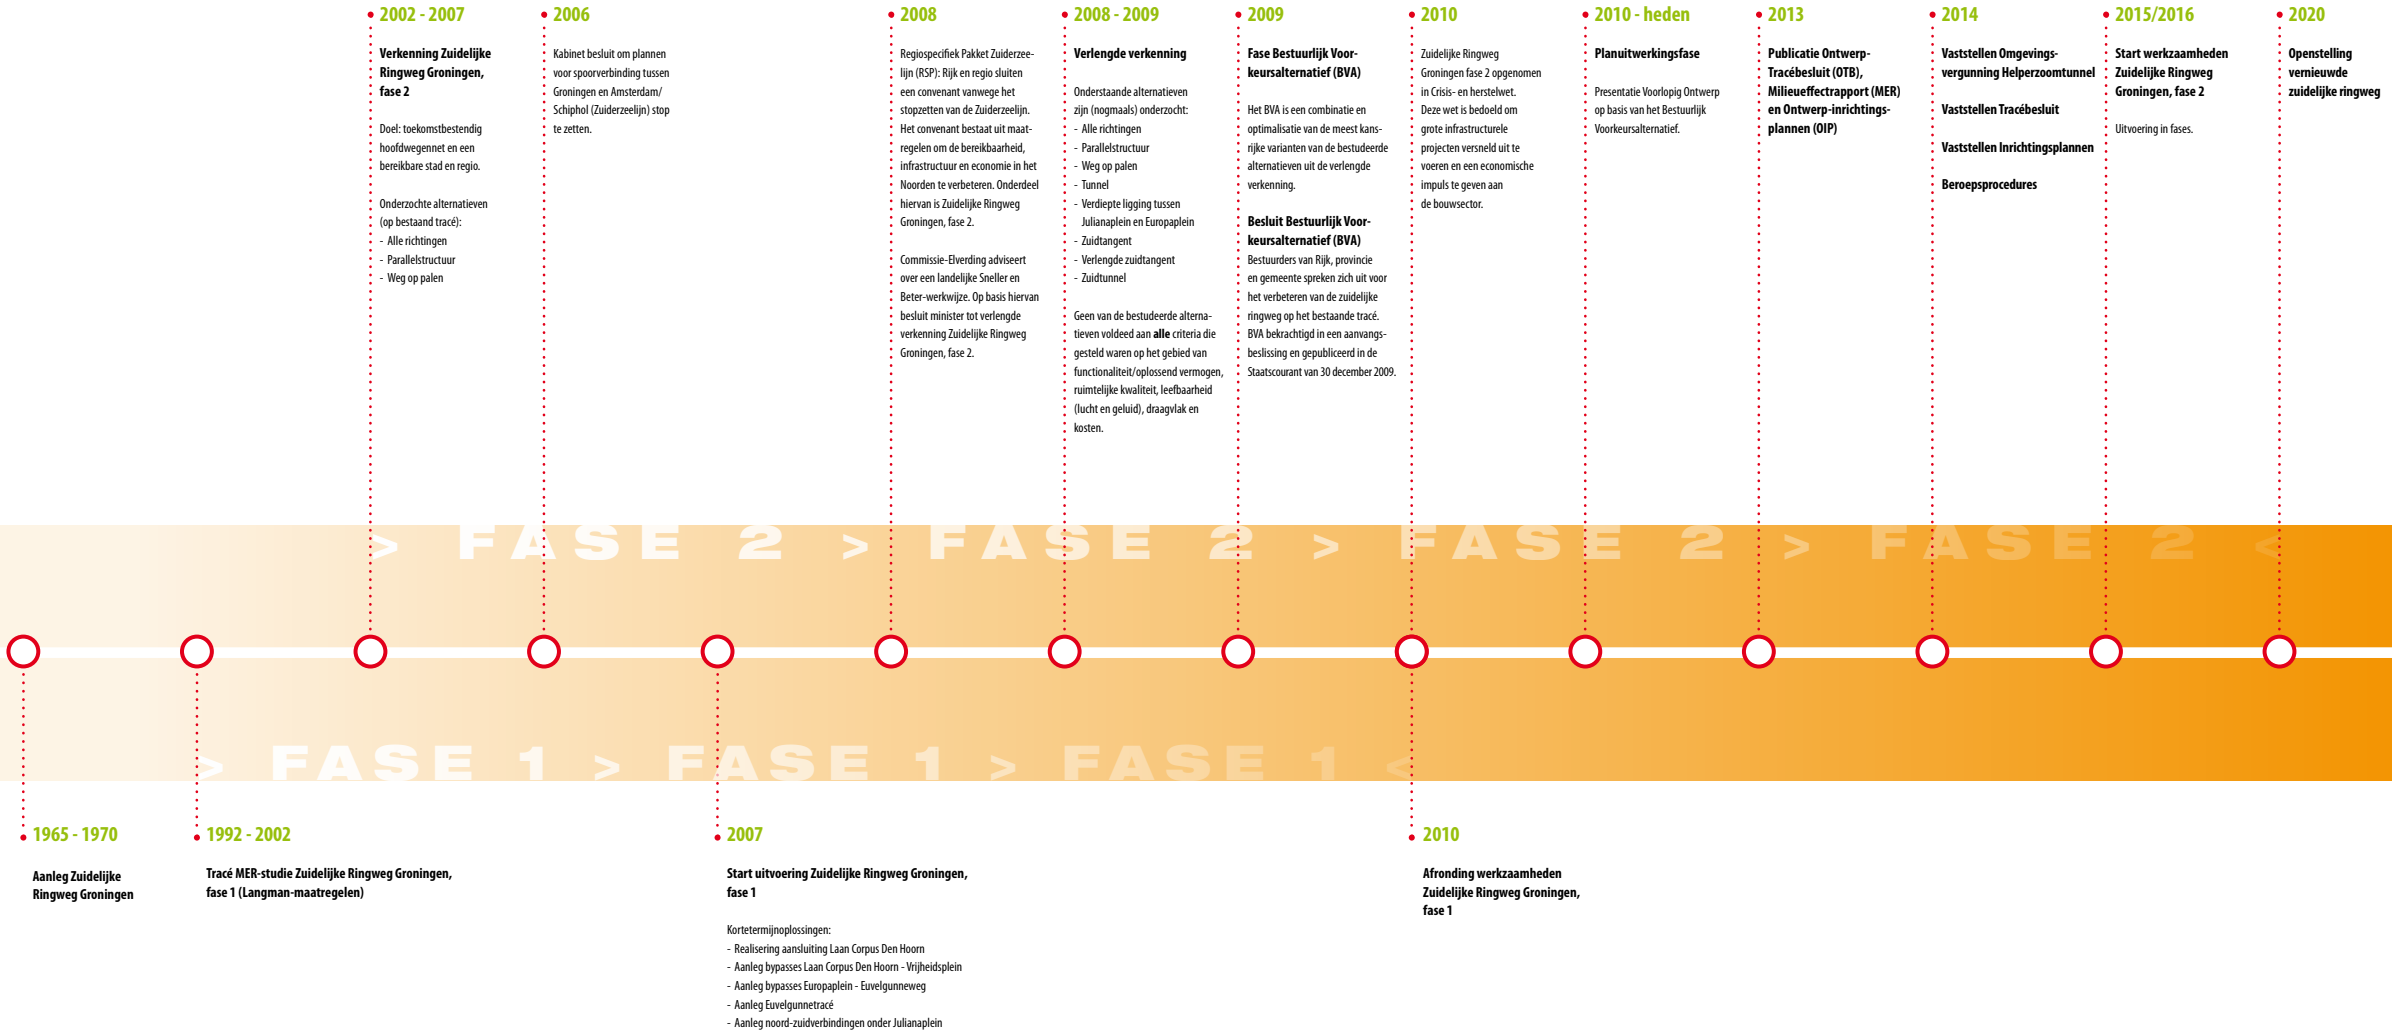 2002 - 2007
Verkenning Zuidelijke
Ringweg Groningen,
fase 2
Doel: toekomstbestendig
hoofdwegennet en een
bereikbare stad en regio.
Onderzochte alternatieven
(op bestaand tracé):
- Alle richtingen
- Parallelstructuur
- Weg op palen
2006
Kabinet besluit om plannen
voor spoorverbinding tussen
Groningen en Amsterdam/
Schiphol (Zuiderzeelijn) stop
te zetten.
2008
Regiospecifiek Pakket Zuiderzee-
lijn (RSP): Rijk en regio sluiten
een convenant vanwege het
stopzetten van de Zuiderzeelijn.
Het convenant bestaat uit maat-
regelen om de bereikbaarheid,
infrastructuur en economie in het
Noorden te verbeteren. Onderdeel
hiervan is Zuidelijke Ringweg
Groningen, fase 2.
Commissie-Elverding adviseert
over een landelijke Sneller en
Beter-werkwijze. Op basis hiervan
besluit minister tot verlengde
verkenning Zuidelijke Ringweg
Groningen, fase 2.
2008 - 2009
Verlengde verkenning
Onderstaande alternatieven
zijn (nogmaals) onderzocht:
- Alle richtingen
- Parallelstructuur
- Weg op palen
- Tunnel
- Verdiepte ligging tussen
Julianaplein en Europaplein
- Zuidtangent
- Verlengde zuidtangent
- Zuidtunnel
Geen van de bestudeerde alterna-
tieven voldeed aan alle criteria die
gesteld waren op het gebied van
functionaliteit/oplossend vermogen,
ruimtelijke kwaliteit, leefbaarheid
(lucht en geluid), draagvlak en
kosten.
2009
Fase Bestuurlijk Voor-
keursalternatief (BVA)
Het BVA is een combinatie en
optimalisatie van de meest kans-
rijke varianten van de bestudeerde
alternatieven uit de verlengde
verkenning.
Besluit Bestuurlijk Voor-
keursalternatief (BVA)
Bestuurders van Rijk, provincie
en gemeente spreken zich uit voor
het verbeteren van de zuidelijke
ringweg op het bestaande tracé.
BVA bekrachtigd in een aanvangs-
beslissing en gepubliceerd in de
Staatscourant van 30 december 2009.
2010
Zuidelijke Ringweg
Groningen fase 2 opgenomen
in Crisis- en herstelwet.
Deze wet is bedoeld om
grote infrastructurele
projecten versneld uit te
voeren en een economische
impuls te geven aan
de bouwsector.
2010 - heden
Planuitwerkingsfase
Presentatie Voorlopig Ontwerp
op basis van het Bestuurlijk
Voorkeursalternatief.
2013
Publicatie Ontwerp-
Tracébesluit (OTB),
Milieueffectrapport (MER)
en Ontwerp-inrichtings-
plannen (OIP)
2014
Vaststellen Omgevings-
vergunning Helperzoomtunnel
Vaststellen Tracébesluit
Vaststellen Inrichtingsplannen
Beroepsprocedures
2015/2016
Start werkzaamheden
Zuidelijke Ringweg
Groningen, fase 2
Uitvoering in fases.
2020
Openstelling
vernieuwde
zuidelijke ringweg
> FASE 2 > FASE 2 > FASE 2 > FASE 2 <
> FASE 1 > FASE 1 > FASE 1 <
1965 - 1970
Aanleg Zuidelijke
Ringweg Groningen
1992 - 2002
Tracé MER-studie Zuidelijke Ringweg Groningen,
fase 1 (Langman-maatregelen)
2007
Start uitvoering Zuidelijke Ringweg Groningen,
fase 1
Kortetermijnoplossingen:
- Realisering aansluiting Laan Corpus Den Hoorn
- Aanleg bypasses Laan Corpus Den Hoorn - Vrijheidsplein
- Aanleg bypasses Europaplein - Euvelgunneweg
- Aanleg Euvelgunnetracé
- Aanleg noord-zuidverbindingen onder Julianaplein
2010
Afronding werkzaamheden
Zuidelijke Ringweg Groningen,
fase 1